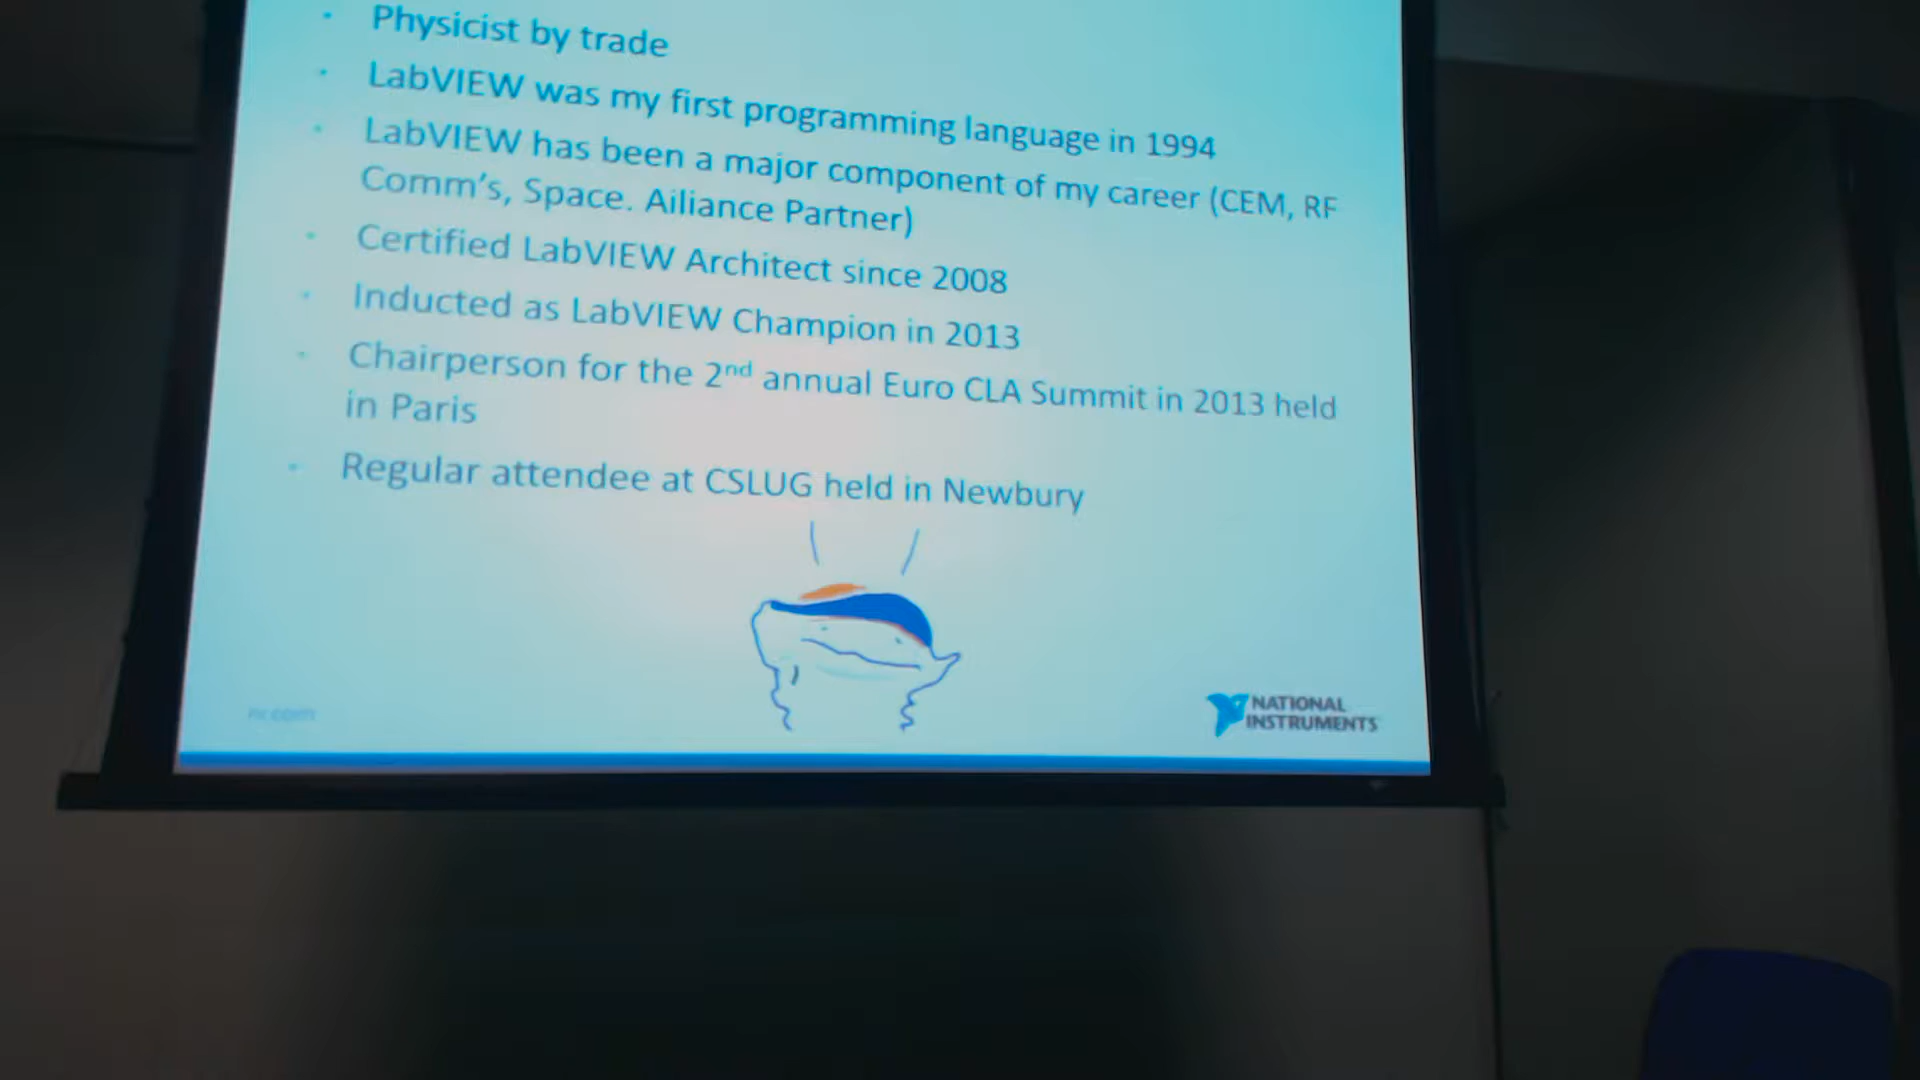 Physicist by trade
LabVIEW was my first programming language in 1994
LabVIEW has been a major component of my career (CEM, RF
Comm's, Space. Ailiance Partner)
Certified LabVIEW Architect since 2008
Inducted as LabVIEW Champion in 2013
Chairperson for the 2nd annual Euro CLA Summit in 2013 held
in Paris
Regular attendee at CSLUG held in Newbury
ni.com
NATIONAL
INSTRUMENTS